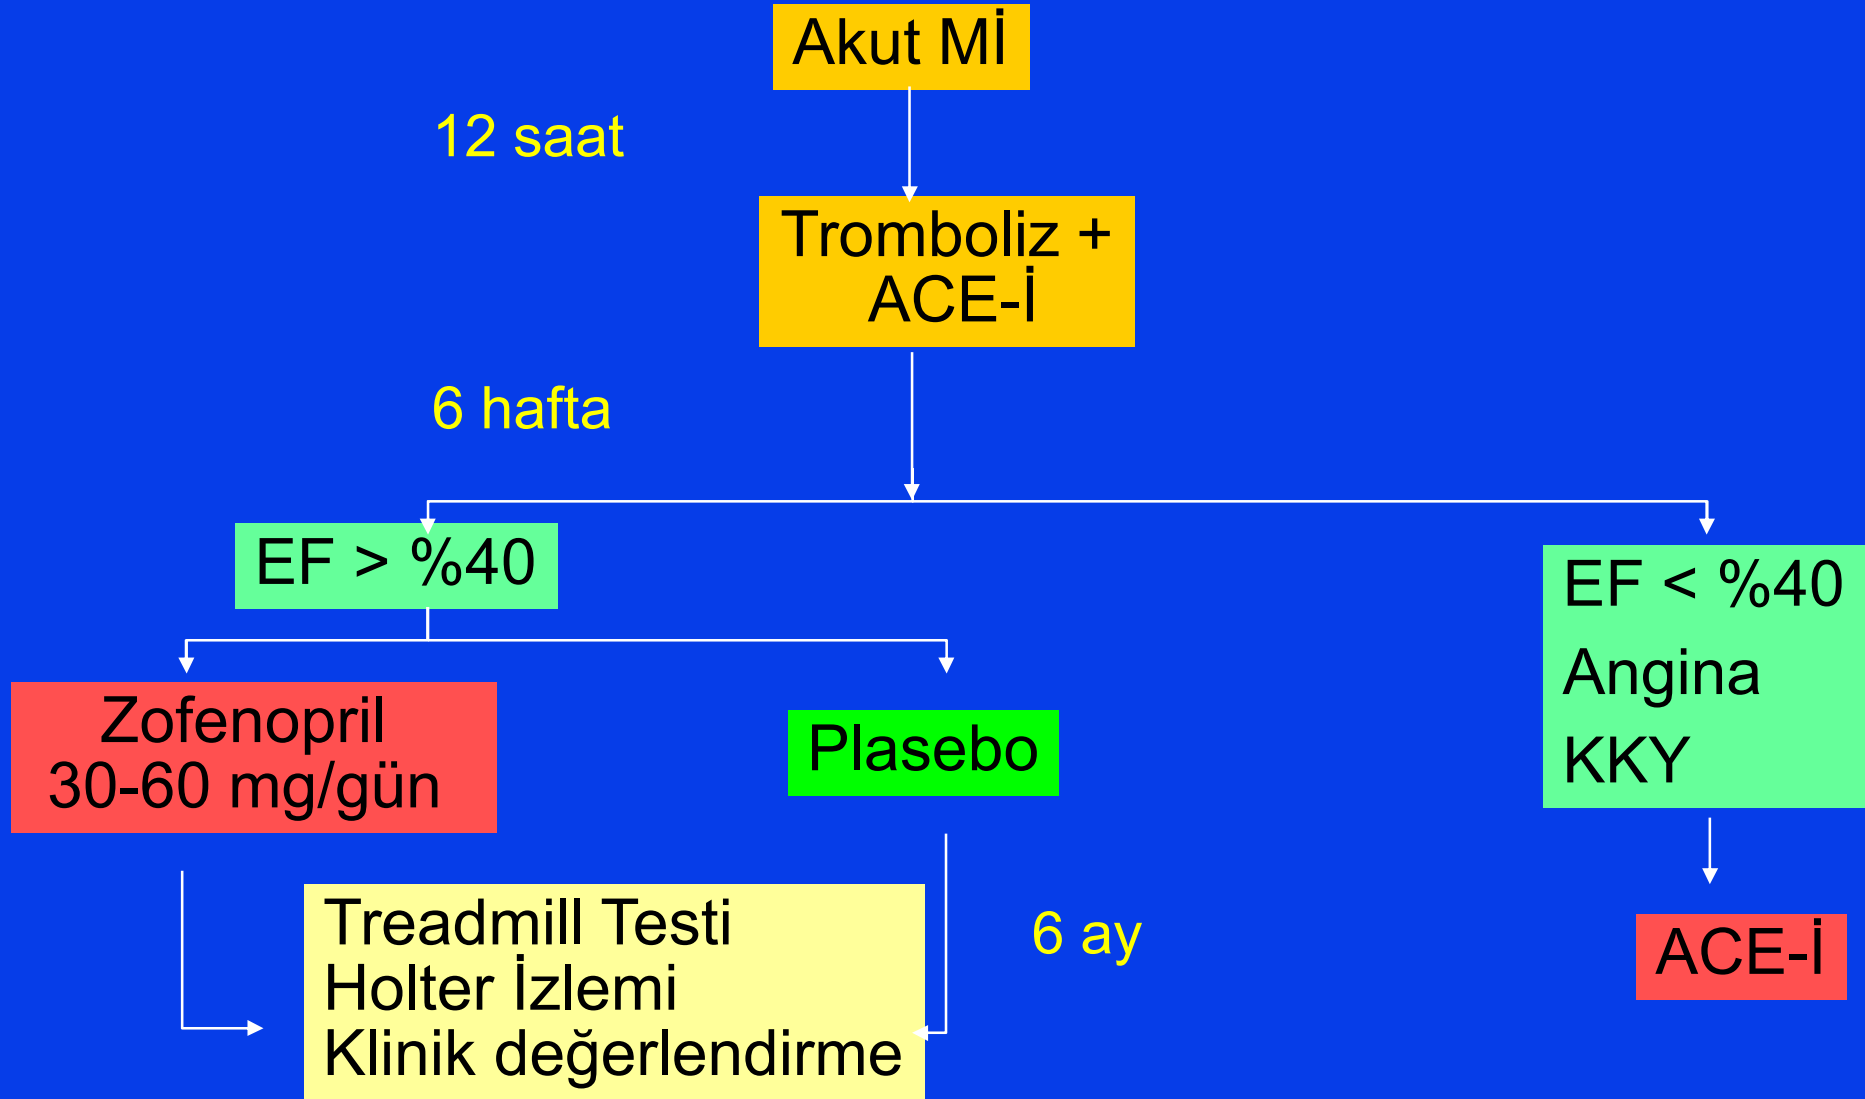 Akut Mİ
12 saat
Tromboliz +
ACE-İ
6 hafta
EF > %40
EF < %40
Angina
KKY
Zofenopril
30-60 mg/gün
Plasebo
Treadmill Testi
Holter İzlemi
Klinik değerlendirme
6 ay
ACE-İ